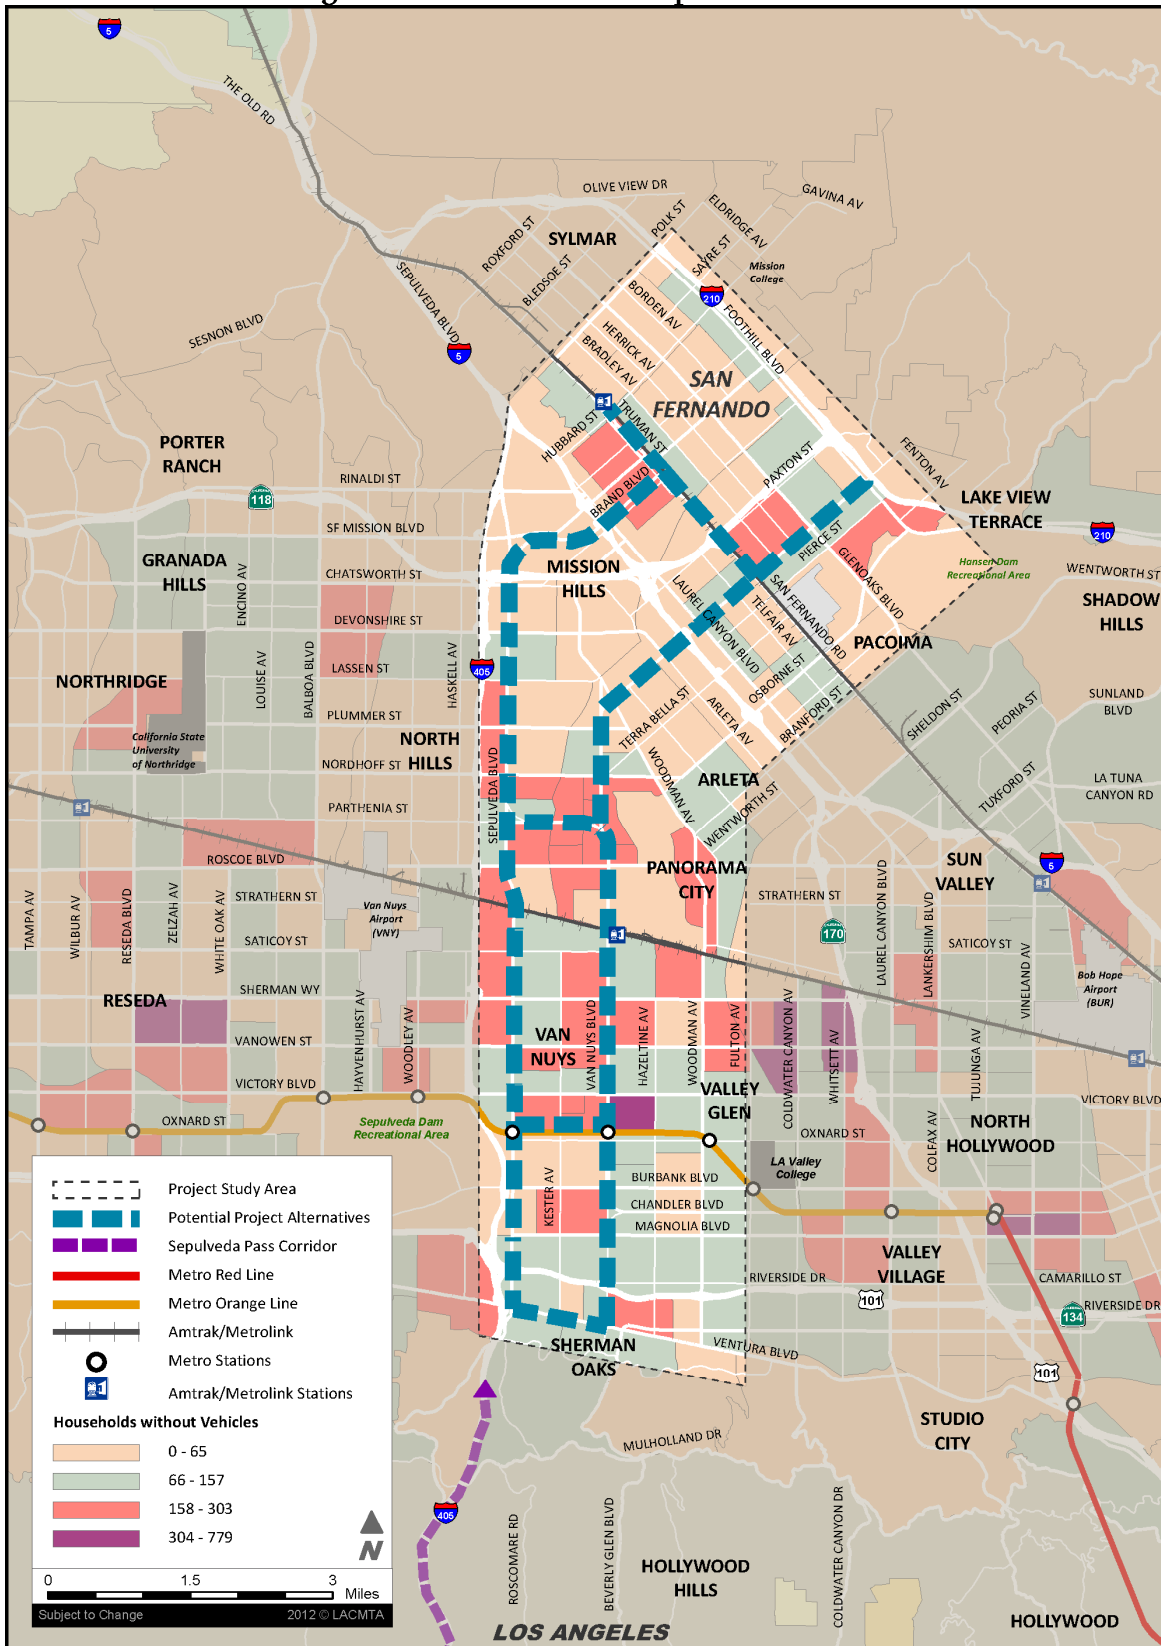 5
THE OLD RD
OLIVE VIEW DR
GAVINA AV
POLK ST
ELDRIDGE AV
SAYRE ST
ROXFORD ST
SYLMAR
BLEDSOE ST
Mission
College
SEPULVEDA BLVD
BORDEN AV
210
FOOTHILL BLVD
SESNON BLVD
HERRICK AV
BRADLEY AV
5
SAN
FERNANDO
TRUMAN ST
HUBBARD ST
PORTER
RANCH
RINALDI ST
BRAND BLVD
PAXTON ST
FENTON AV
118
LAKE VIEW
TERRACE
SF MISSION BLVD
PIERCE ST
210
GRANADA
HILLS
CHATSWORTH ST
MISSION
HILLS
GLENOAKS BLVD
Hansen Dam
Recreational Area
WENTWORTH ST
ENCINO AV
LAUREL CANYON BLVD
SAN FERNANDO RD
TELFAIR AV
SHADOW
HILLS
DEVONSHIRE ST
PACOIMA
LOUISE AV
BALBOA BLVD
LASSEN ST
HASKELL AV
405
OSBORNE ST
NORTHRIDGE
BRANFORD ST
SHELDON ST
PEORIA ST
SUNLAND
BLVD
PLUMMER ST
TERRA BELLA ST
ARLETA AV
California State
University
of Northridge
NORTH
HILLS
NORDHOFF ST
WOODMAN AV
ARLETA
TUXFORD ST
LA TUNA
CANYON RD
PARTHENIA ST
SEPULVEDA BLVD
WENTWORTH ST
ROSCOE BLVD
PANORAMA
CITY
SUN
VALLEY
5
STRATHERN ST
STRATHERN ST
TAMPA AV
WILBUR AV
RESEDA BLVD
ZELZAH AV
WHITE OAK AV
Van Nuys
Airport
(VNY)
170
LAUREL CANYON BLVD
LANKERSHIM BLVD
SATICOY ST
SATICOY ST
VINELAND AV
Bob Hope
Airport
(BUR)
RESEDA
SHERMAN WY
HAYVENHURST AV
WOODLEY AV
VAN
NUYS
VAN NUYS BLVD
HAZELTINE AV
WOODMAN AV
FULTON AV
COLDWATER CANYON AV
WHITSETT AV
TUJUNGA AV
VANOWEN ST
VICTORY BLVD
VALLEY
GLEN
VICTORY BLVD
OXNARD ST
Sepulveda Dam
Recreational Area
OXNARD ST
COLFAX AV
NORTH
HOLLYWOOD
LA Valley
College
KESTER AV
BURBANK BLVD
CHANDLER BLVD
MAGNOLIA BLVD
VALLEY
VILLAGE
RIVERSIDE DR
CAMARILLO ST
101
RIVERSIDE DR
134
SHERMAN
OAKS
VENTURA BLVD
101
STUDIO
CITY
MULHOLLAND DR
405
ROSCOMARE RD
BEVERLY GLEN BLVD
COLDWATER CANYON DR
HOLLYWOOD
HILLS
HOLLYWOOD
LOS ANGELES
Project Study Area
Potential Project Alternatives
Sepulveda Pass Corridor
Metro Red Line
Metro Orange Line
Amtrak/Metrolink
Metro Stations
Amtrak/Metrolink Stations
Households without Vehicles
0 - 65
66 - 157
158 - 303
304 - 779
N
0 1.5 3
Miles
Subject to Change 2012 © LACMTA